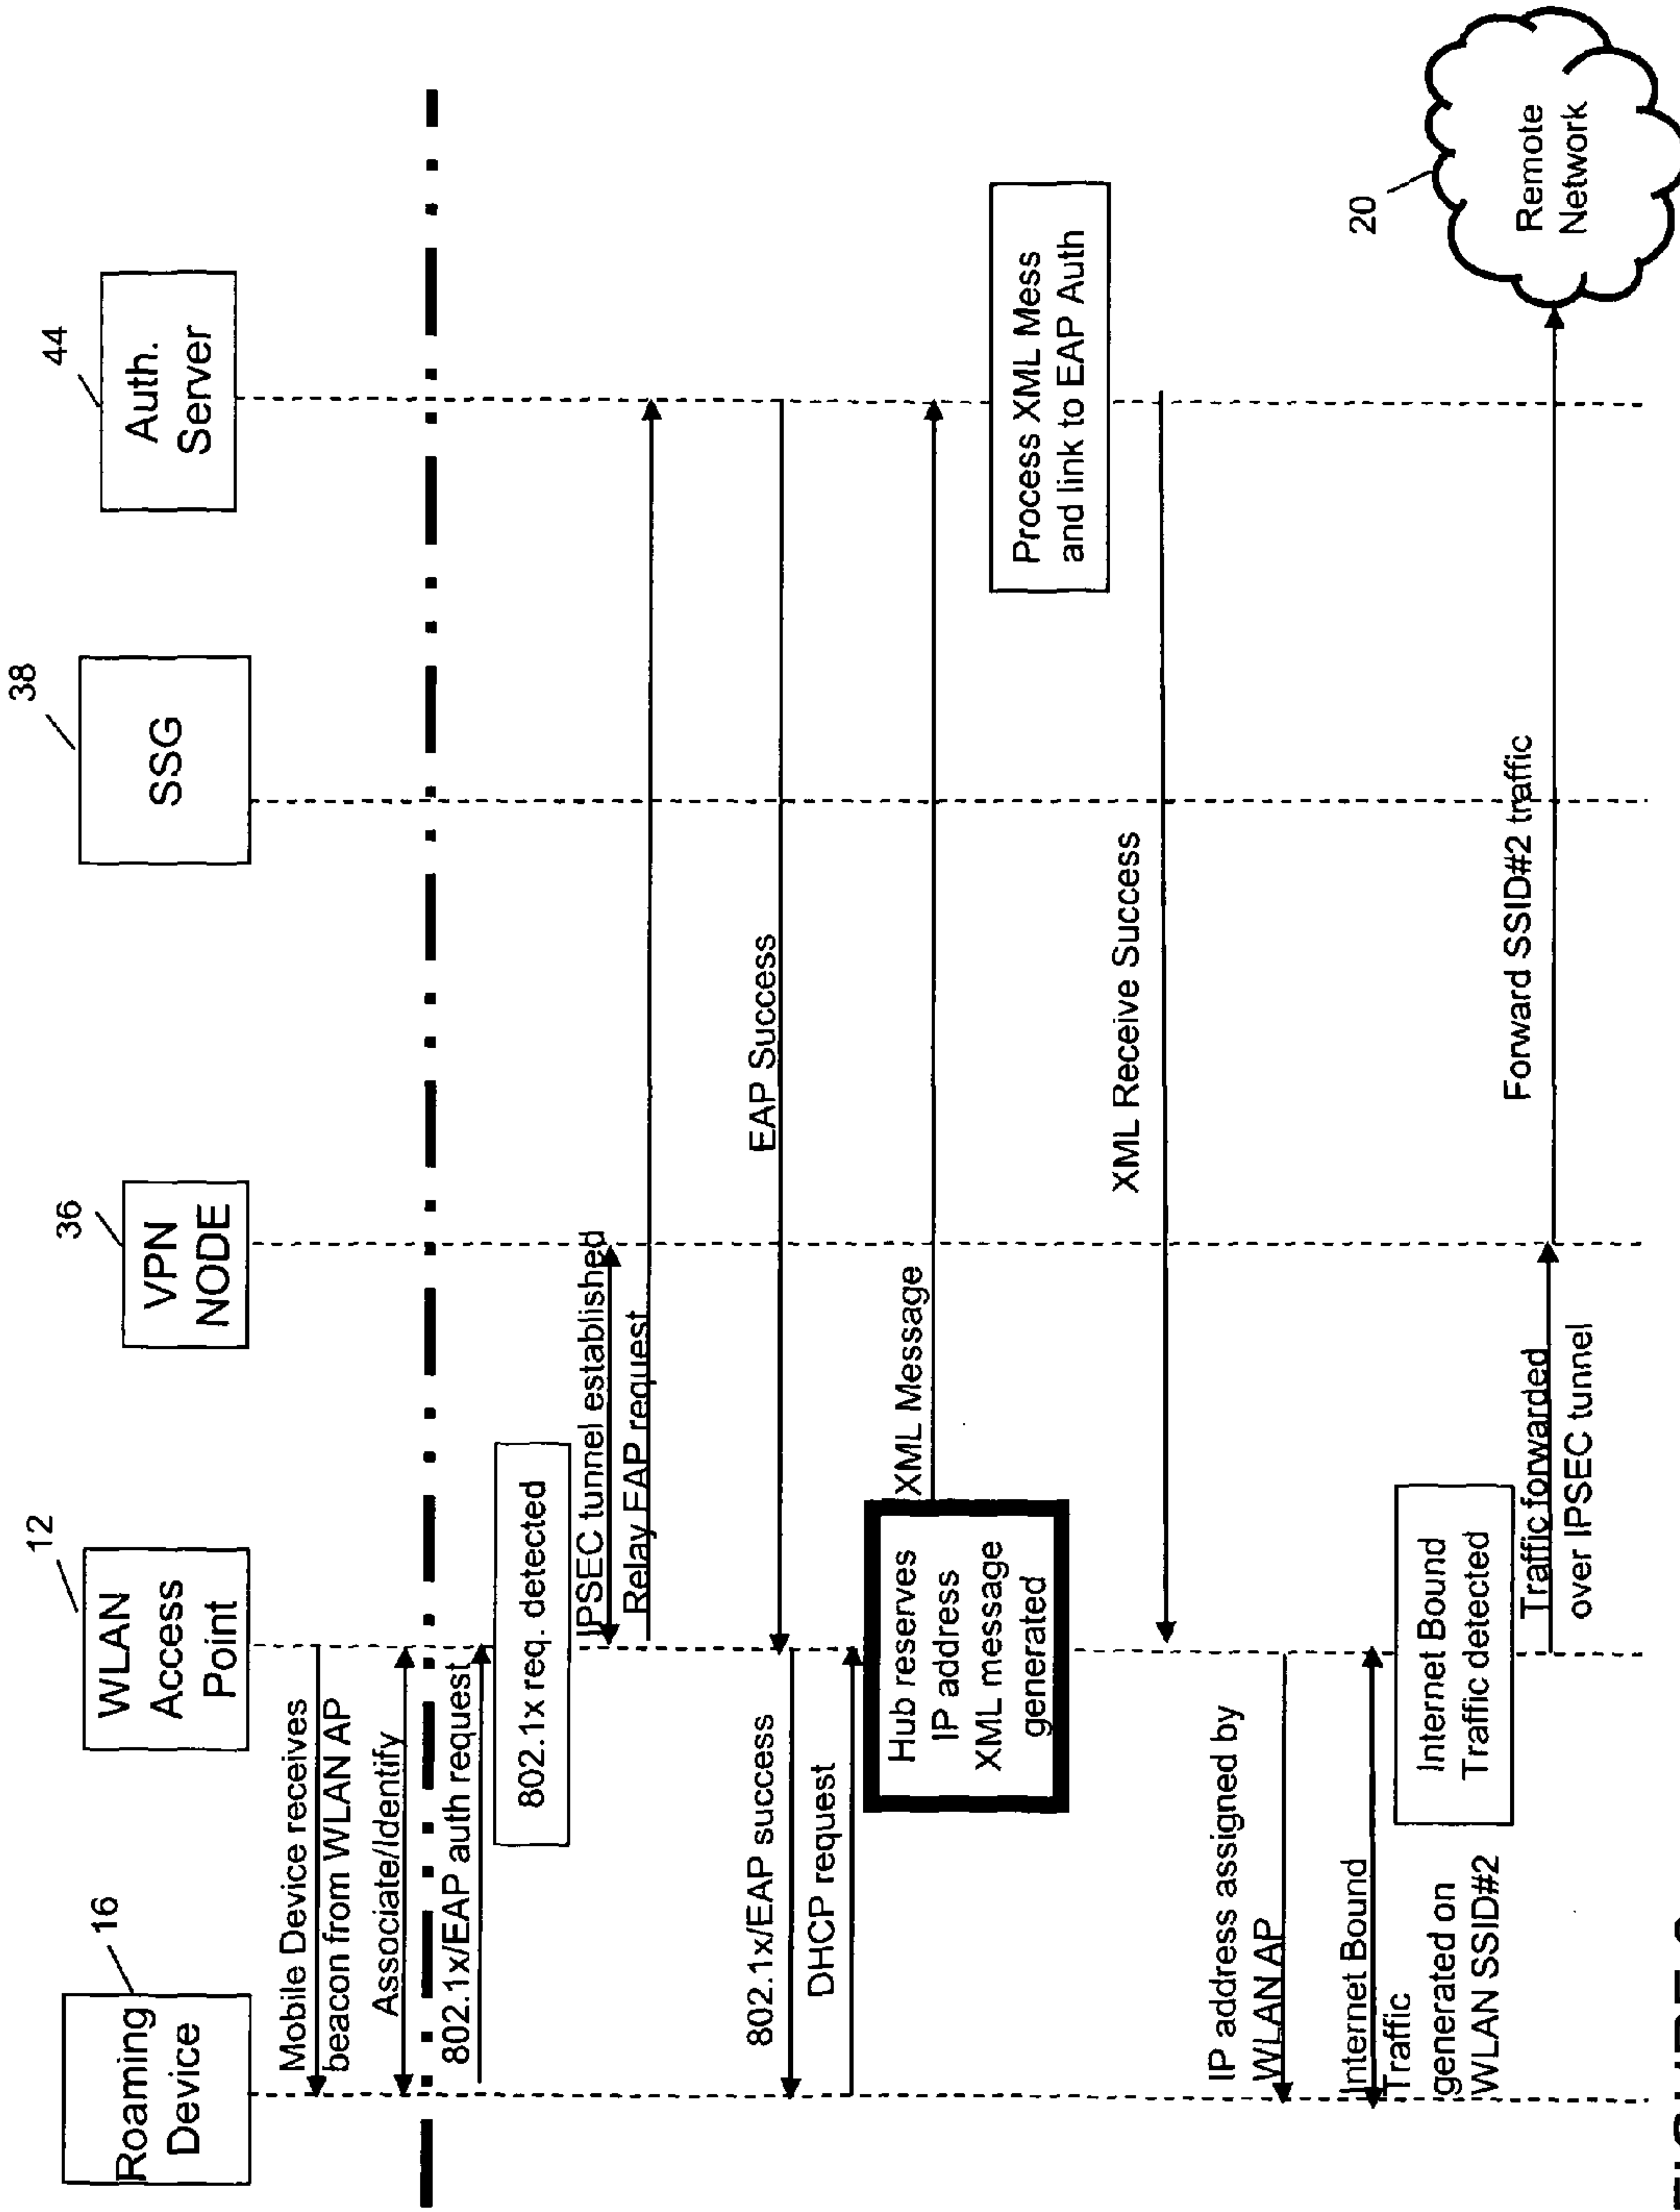 16
Roaming
Device
12
WLAN
Access
Point
36
VPN
NODE
38
SSG
44
Auth.
Server
Mobile Device receives
beacon from WLAN AP
Associate/Identify
802.1x/EAP auth request
802.1x req. detected
IPSEC tunnel established
Relay EAP request
EAP Success
802.1x/EAP success
DHCP request
Hub reserves
IP address
XML message
generated
XML Message
Process XML Mess
and link to EAP Auth
XML Receive Success
IP address assigned by
WLAN AP
Internet Bound
Traffic
generated on
WLAN SSID#2
Internet Bound
Traffic detected
Traffic forwarded
over IPSEC tunnel
Forward SSID#2 traffic
20
Remote
Network